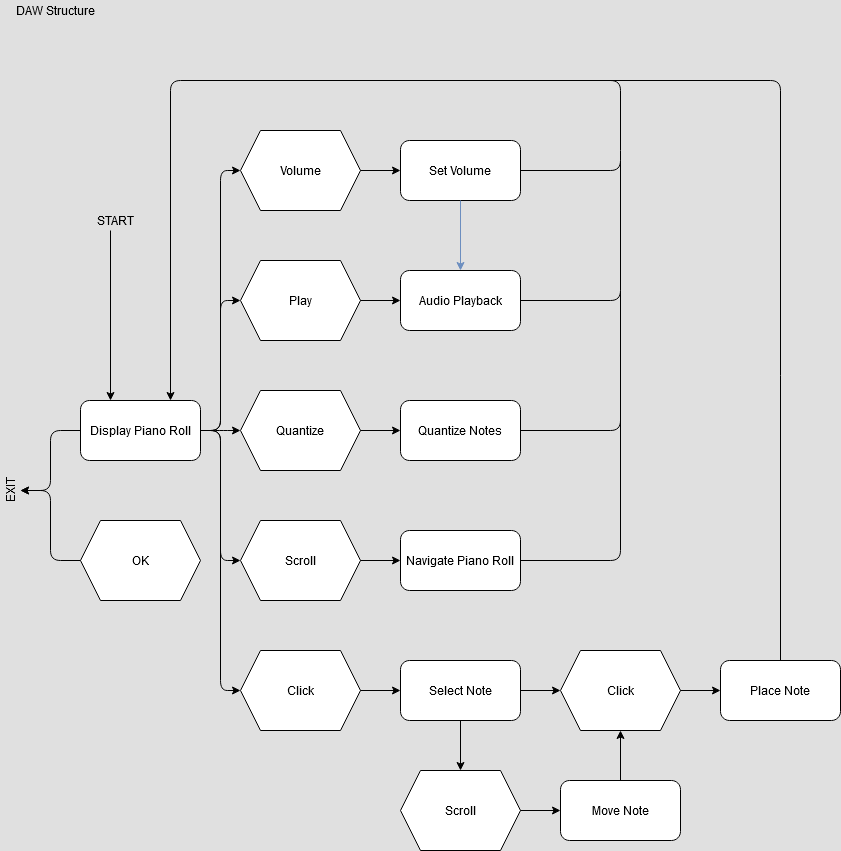 DAW Structure
Volume
Set Volume
START
Play
Audio Playback
Display Piano Roll
Quantize
Quantize Notes
EXIT
OK
Scroll
Navigate Piano Roll
Click
Select Note
Click
Place Note
Scroll
Move Note